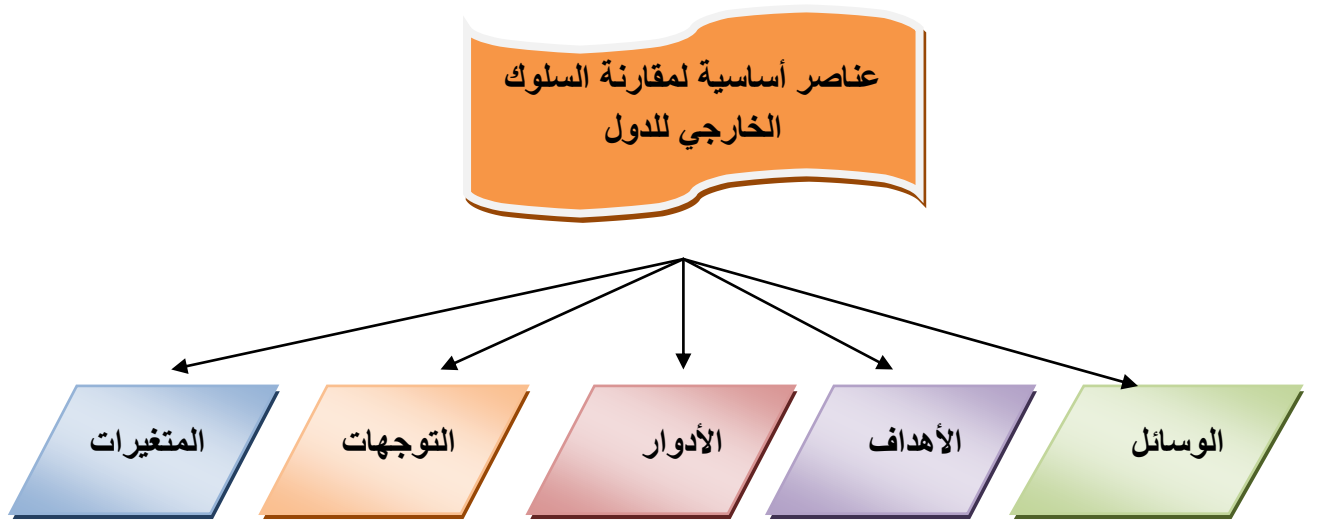 عناصر أساسية لمقارنة السلوك
الخارجي للدول
الوسائل
الأهداف
الأدوار
التوجهات
المتغيرات